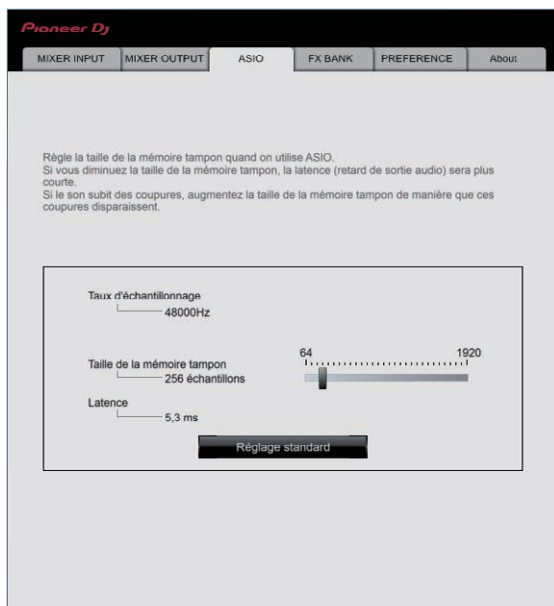 Pioneer Dj
MIXER INPUT MIXER OUTPUT ASIO FX BANK PREFERENCE About
Règle la taille de la mémoire tampon quand on utilise ASIO.
Si vous diminuez la taille de la mémoire tampon, la latence (retard de sortie audio) sera plus
courte.
Si le son subit des coupures, augmentez la taille de la mémoire tampon de manière que ces
coupures disparaissent.
Taux d'échantillonnage
48000Hz
64 1920
Taille de la mémoire tampon
256 échantillons
Latence
5,3 ms
Réglage standard